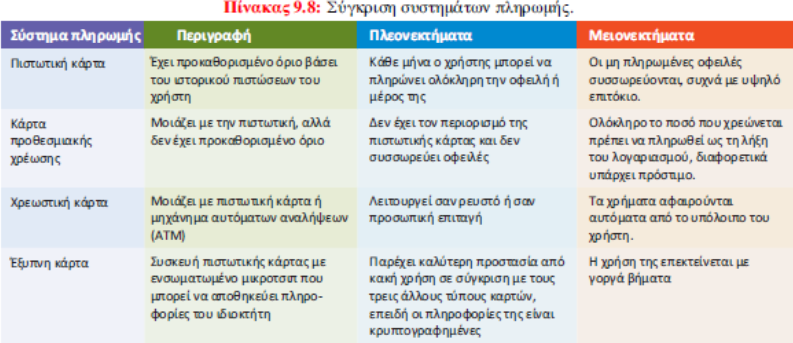 Πίνακας 9.8: Σύγκριση συστημάτων πληρωμής.
Σύστημα πληρωμής Περιγραφή Πλεονεκτήματα Μειονεκτήματα
Πιστωτική κάρτα
Έχει προκαθορισμένο όριο βάσει
του ιστορικού πιστώσεων του
χρήστη
Κάθε μήνα ο χρήστης μπορεί να
πληρώνει ολόκληρη την οφειλή ή
μέρος της
Οι μη πληρωμένες οφειλές
συσσωρεύονται, συχνά με υψηλό
επιτόκιο.
Κάρτα
προθεσμιακής
χρέωσης
Μοιάζει με την πιστωτική, αλλά
δεν έχει προκαθορισμένο όριο
Δεν έχει τον περιορισμό της
πιστωτικής κάρτας και δεν
συσσωρεύει οφειλές
Ολόκληρο το ποσό που χρεώνεται
πρέπει να πληρωθεί ως τη λήξη
του λογαριασμού, διαφορετικά
υπάρχει πρόστιμο.
Χρεωστική κάρτα
Μοιάζει με πιστωτική κάρτα ή
μηχάνημα αυτόματων αναλήψεων
(ATM)
Λειτουργεί σαν ρευστό ή σαν
προσωπική επιταγή
Τα χρήματα αφαιρούνται
αυτόματα από το υπόλοιπο του
χρήστη.
Έξυπνη κάρτα
Συσκευή πιστωτικής κάρτας με
ενσωματωμένο μικροτσιπ που
μπορεί να αποθηκεύει πληρο-
φορίες του ιδιοκτήτη
Παρέχει καλύτερη προστασία από
κακή χρήση σε σύγκριση με τους
τρεις άλλους τύπους καρτών,
επειδή οι πληροφορίες της είναι
κρυπτογραφημένες
Η χρήση της επεκτείνεται με
γοργά βήματα